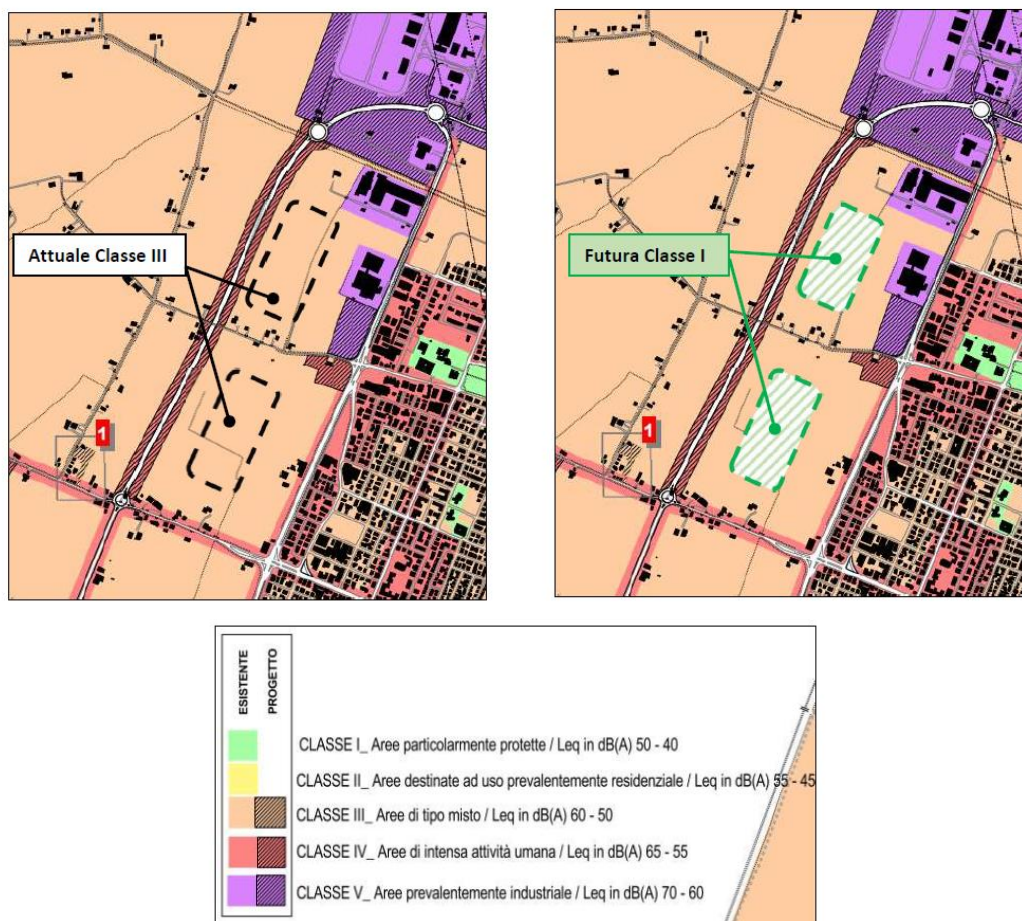 Attuale Classe III
1
Futura Classe I
1
ESISTENTE
PROGETTO
CLASSE I_ Aree particolarmente protette / Leq in dB(A) 50 - 40
CLASSE II_ Aree destinate ad uso prevalentemente residenziale / Leq in dB(A) 55 - 45
CLASSE III_ Aree di tipo misto / Leq in dB(A) 60 - 50
CLASSE IV_ Aree di intensa attività umana / Leq in dB(A) 65 - 55
CLASSE V_ Aree prevalentemente industriale / Leq in dB(A) 70 - 60